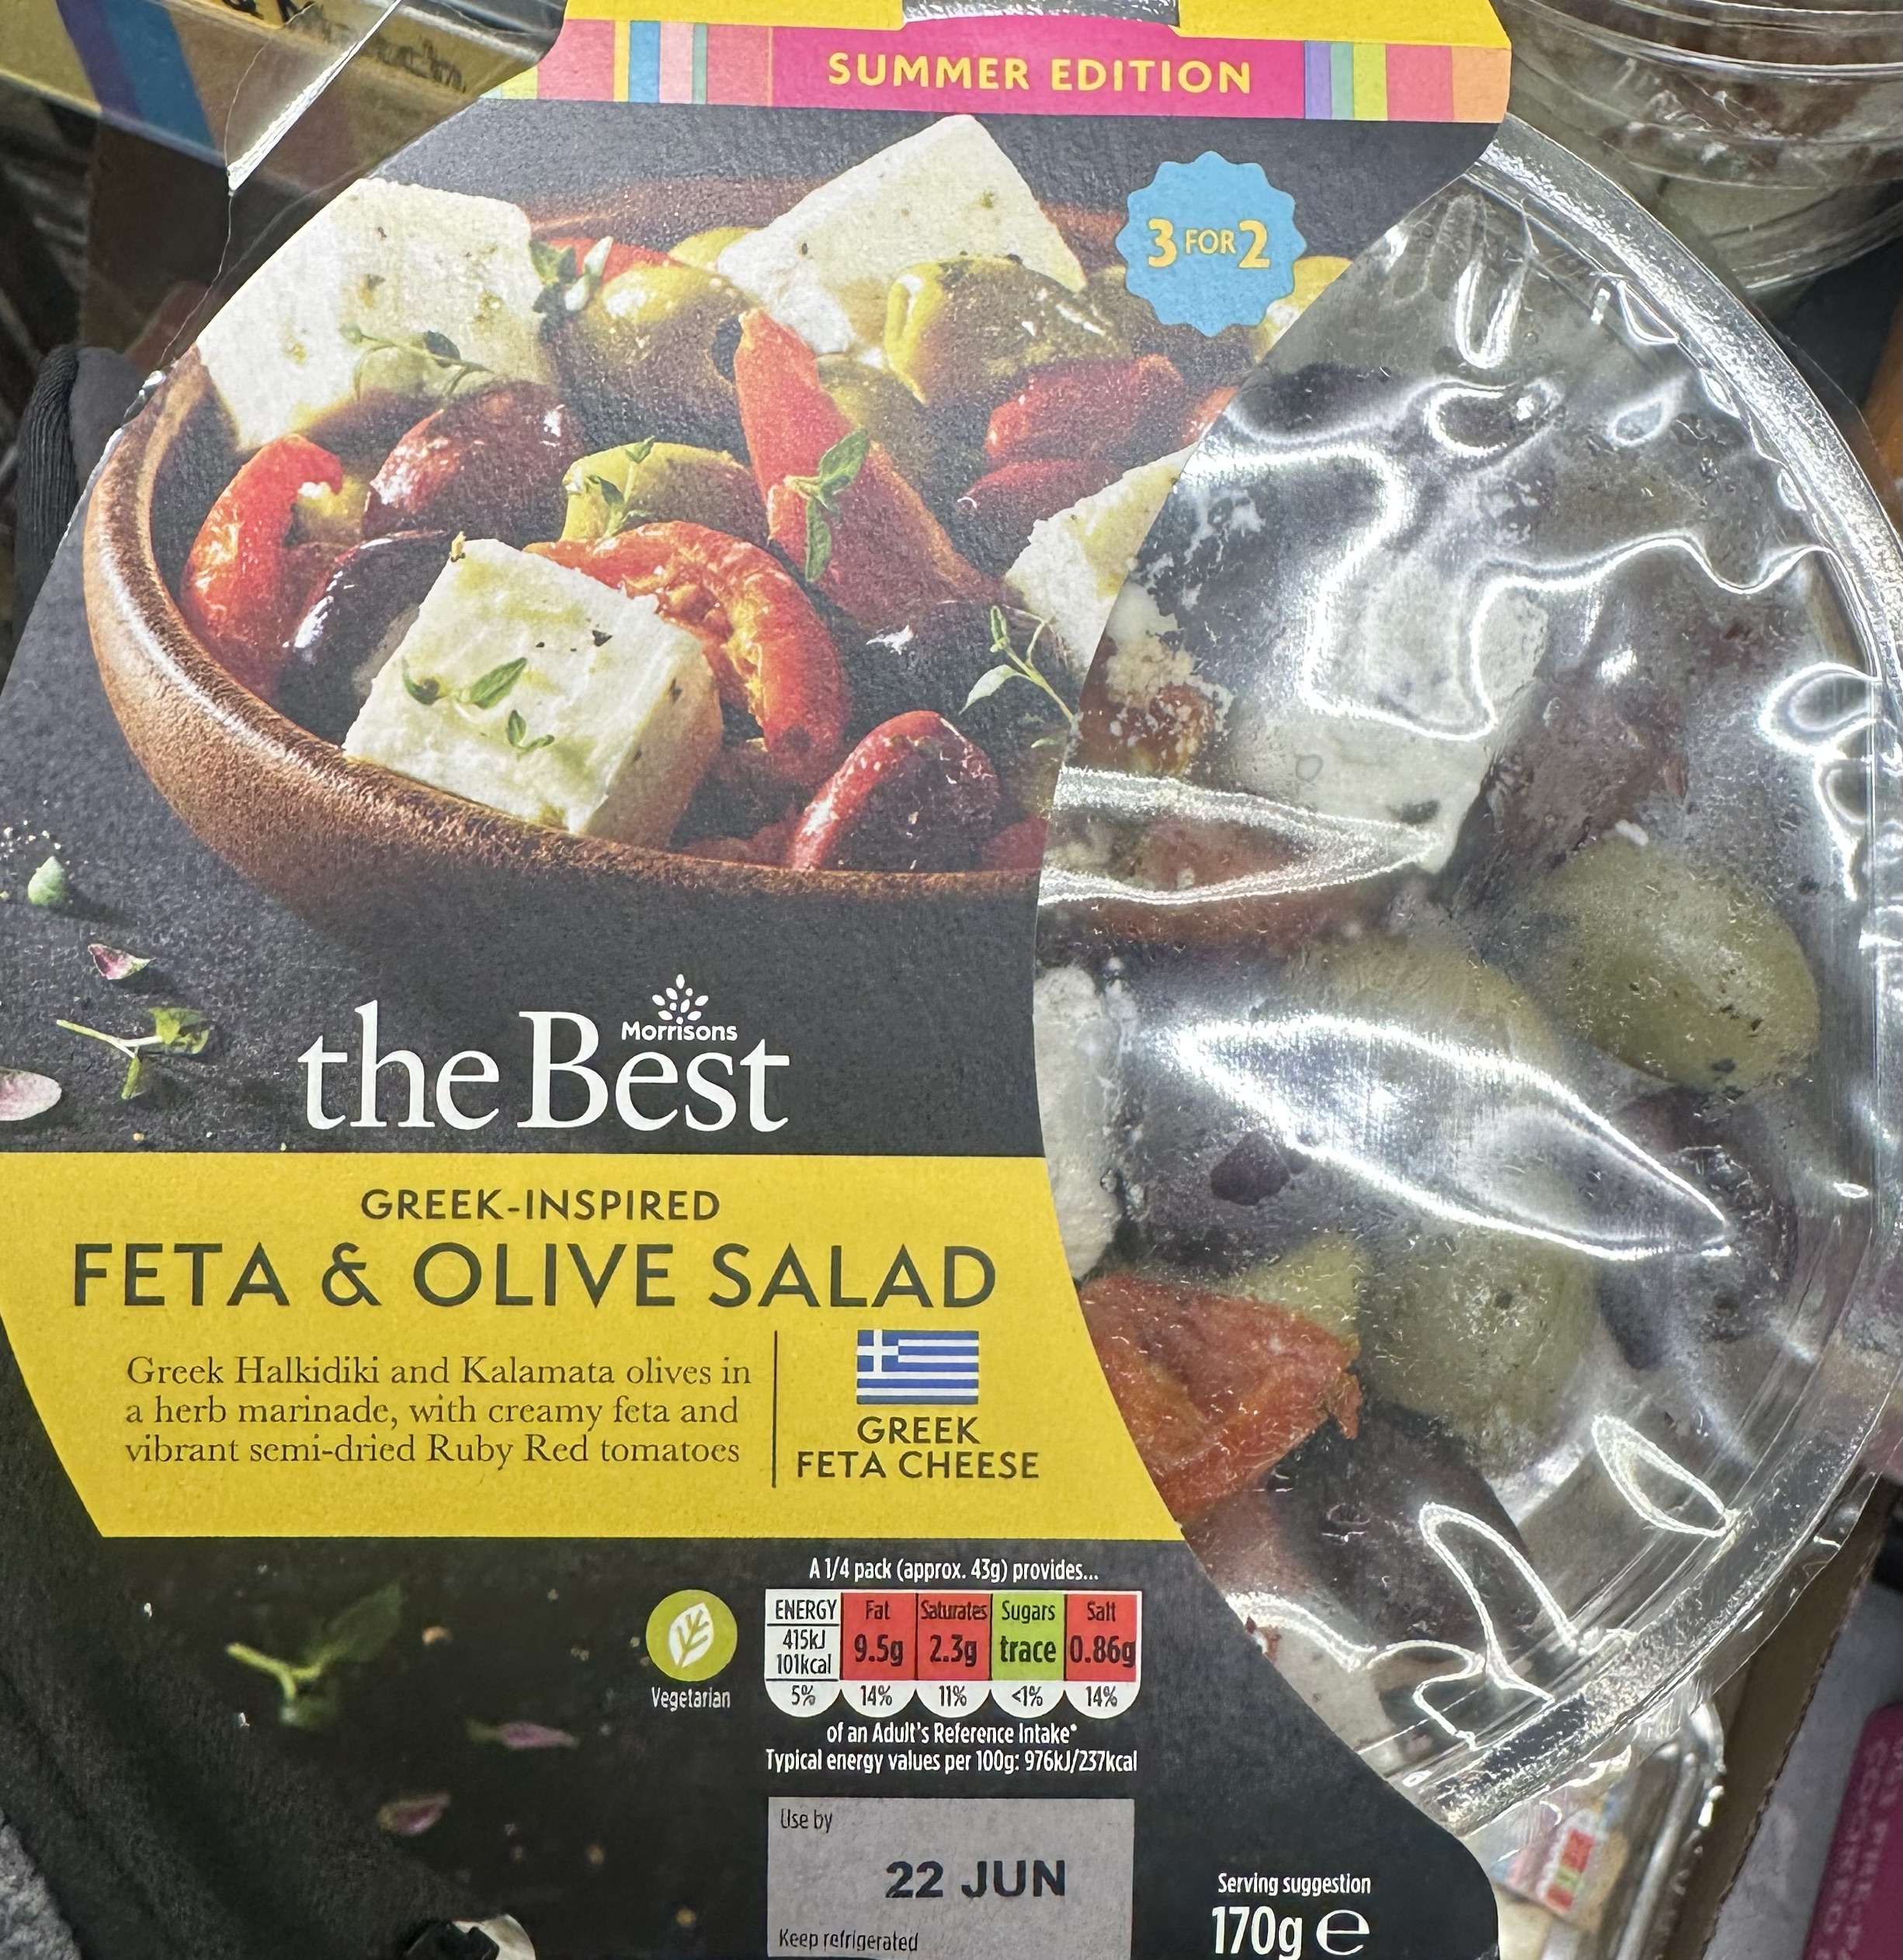 SUMMER EDITION
3 FOR 2
Morrisons
the Best
GREEK-INSPIRED
FETA & OLIVE SALAD
Greek Halkidiki and Kalamata olives in
a herb marinade, with creamy feta and
vibrant semi-dried Ruby Red tomatoes
GREEK
FETA CHEESE
A 1/4 pack (approx. 43g) provides...
Vegetarian
ENERGY Fat Saturates Sugars Salt
415kJ
101kcal 9.5g 2.3g trace 0.86g
5% 14% 11% <1% 14%
of an Adult's Reference Intake*
Typical energy values per 100g: 976kJ/237kcal
Use by
22 JUN
Keep refrigerated
Serving suggestion
170g ℮